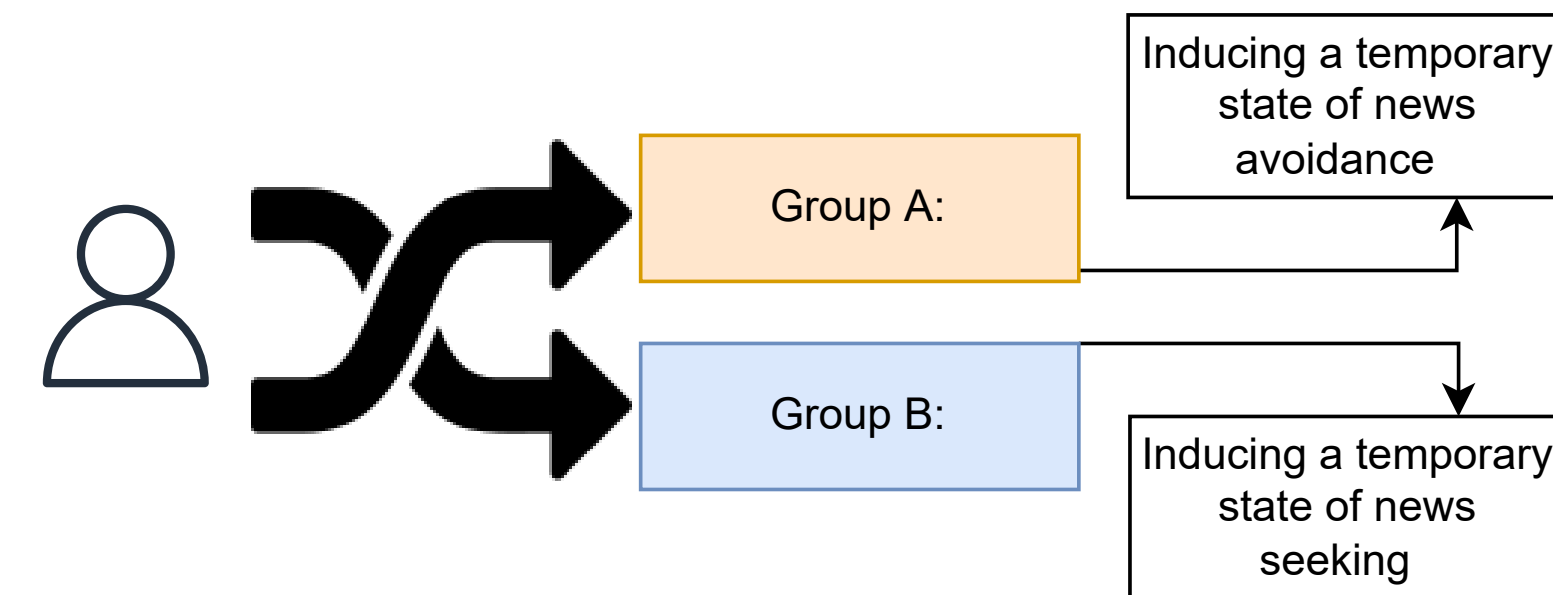 Inducing a temporary
state of news
avoidance
Group A:
Group B:
Inducing a temporary
state of news
seeking